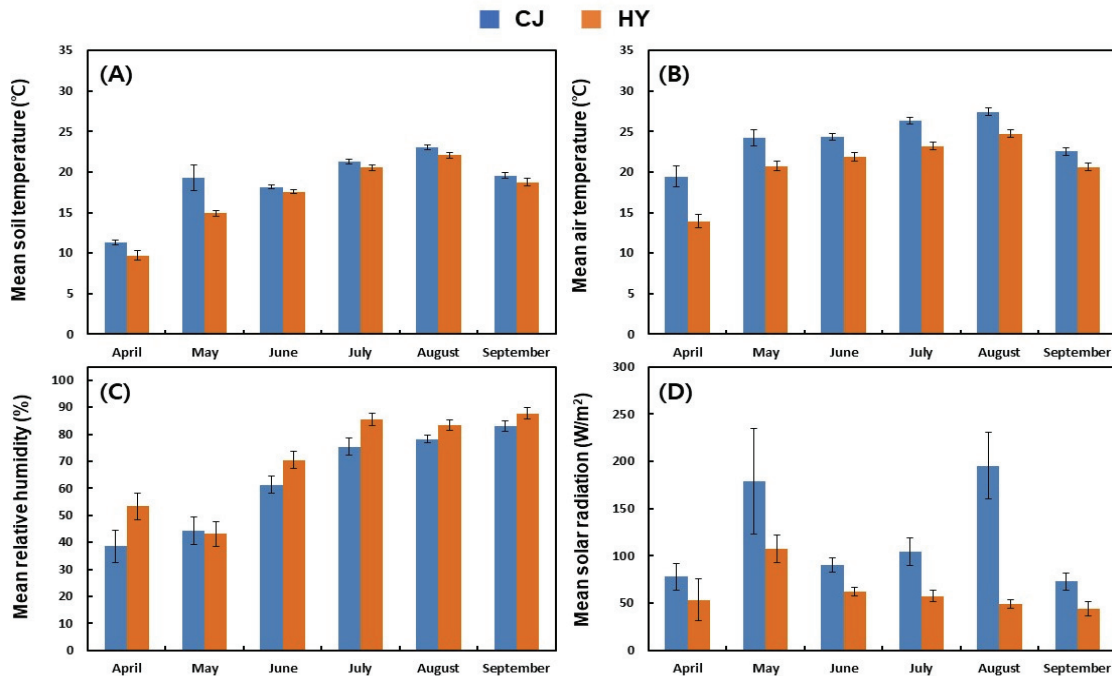 CJ HY
(A)
Mean soil temperature (°C)
35
30
25
20
15
10
5
0
April May June July August September
(B)
Mean air temperature (°C)
35
30
25
20
15
10
5
0
April May June July August September
(C)
Mean relative humidity (%)
100
90
80
70
60
50
40
30
20
10
0
April May June July August September
(D)
Mean solar radiation (W/m²)
300
250
200
150
100
50
0
April May June July August September